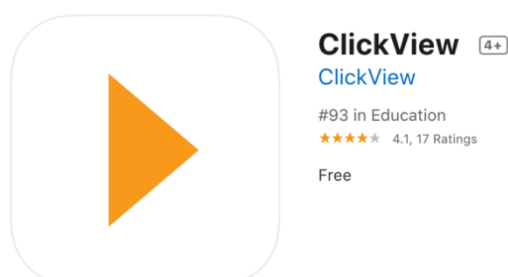 ClickView 4+
ClickView
#93 in Education
4.1, 17 Ratings
Free